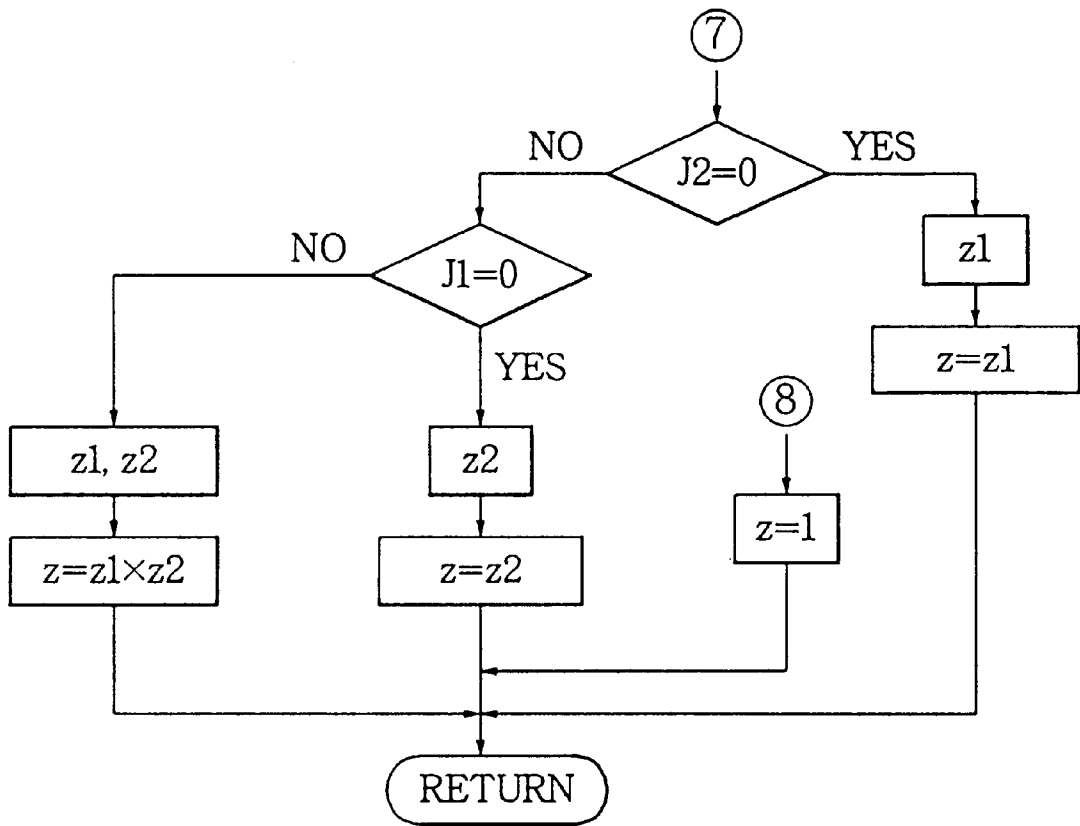 7
NO
YES
J2=0
NO
J1=0
z1
YES
z=z1
8
z1, z2
z2
z=1
z=z1×z2
z=z2
RETURN